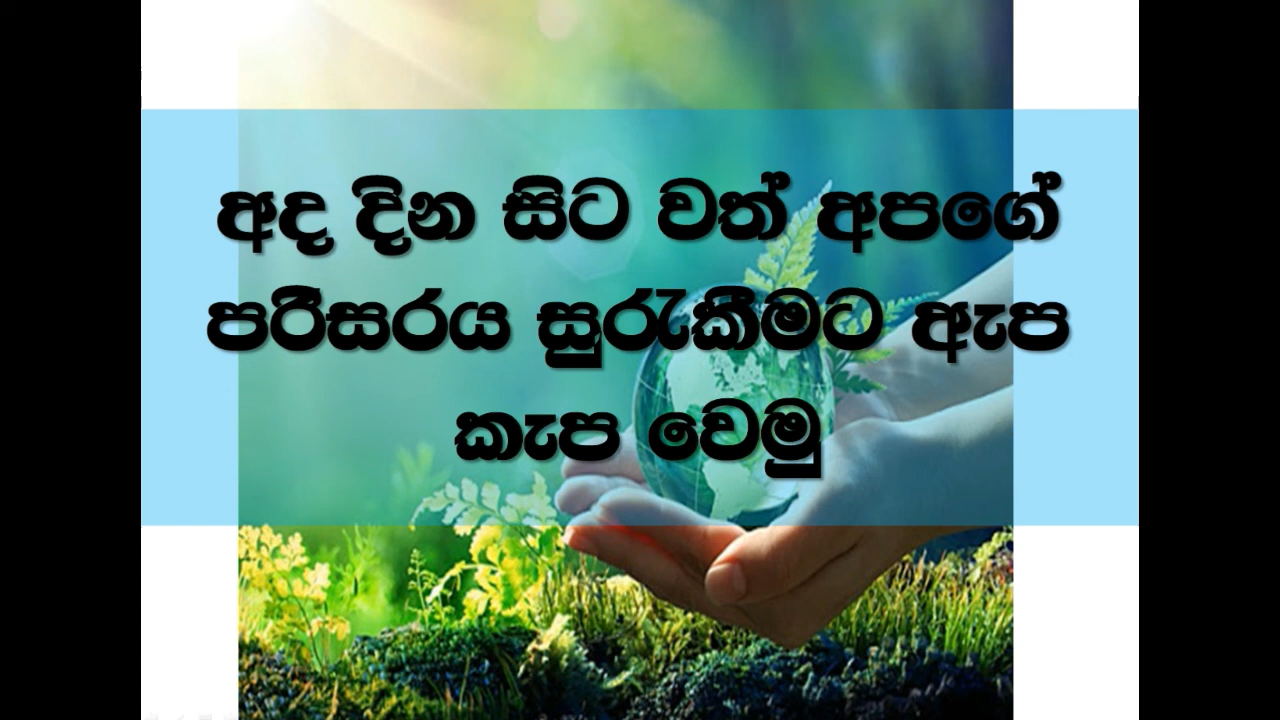 අද දින සිට වත් අපගේ
පරිසරය සුරැකීමට ඇප
කැප වෙමු